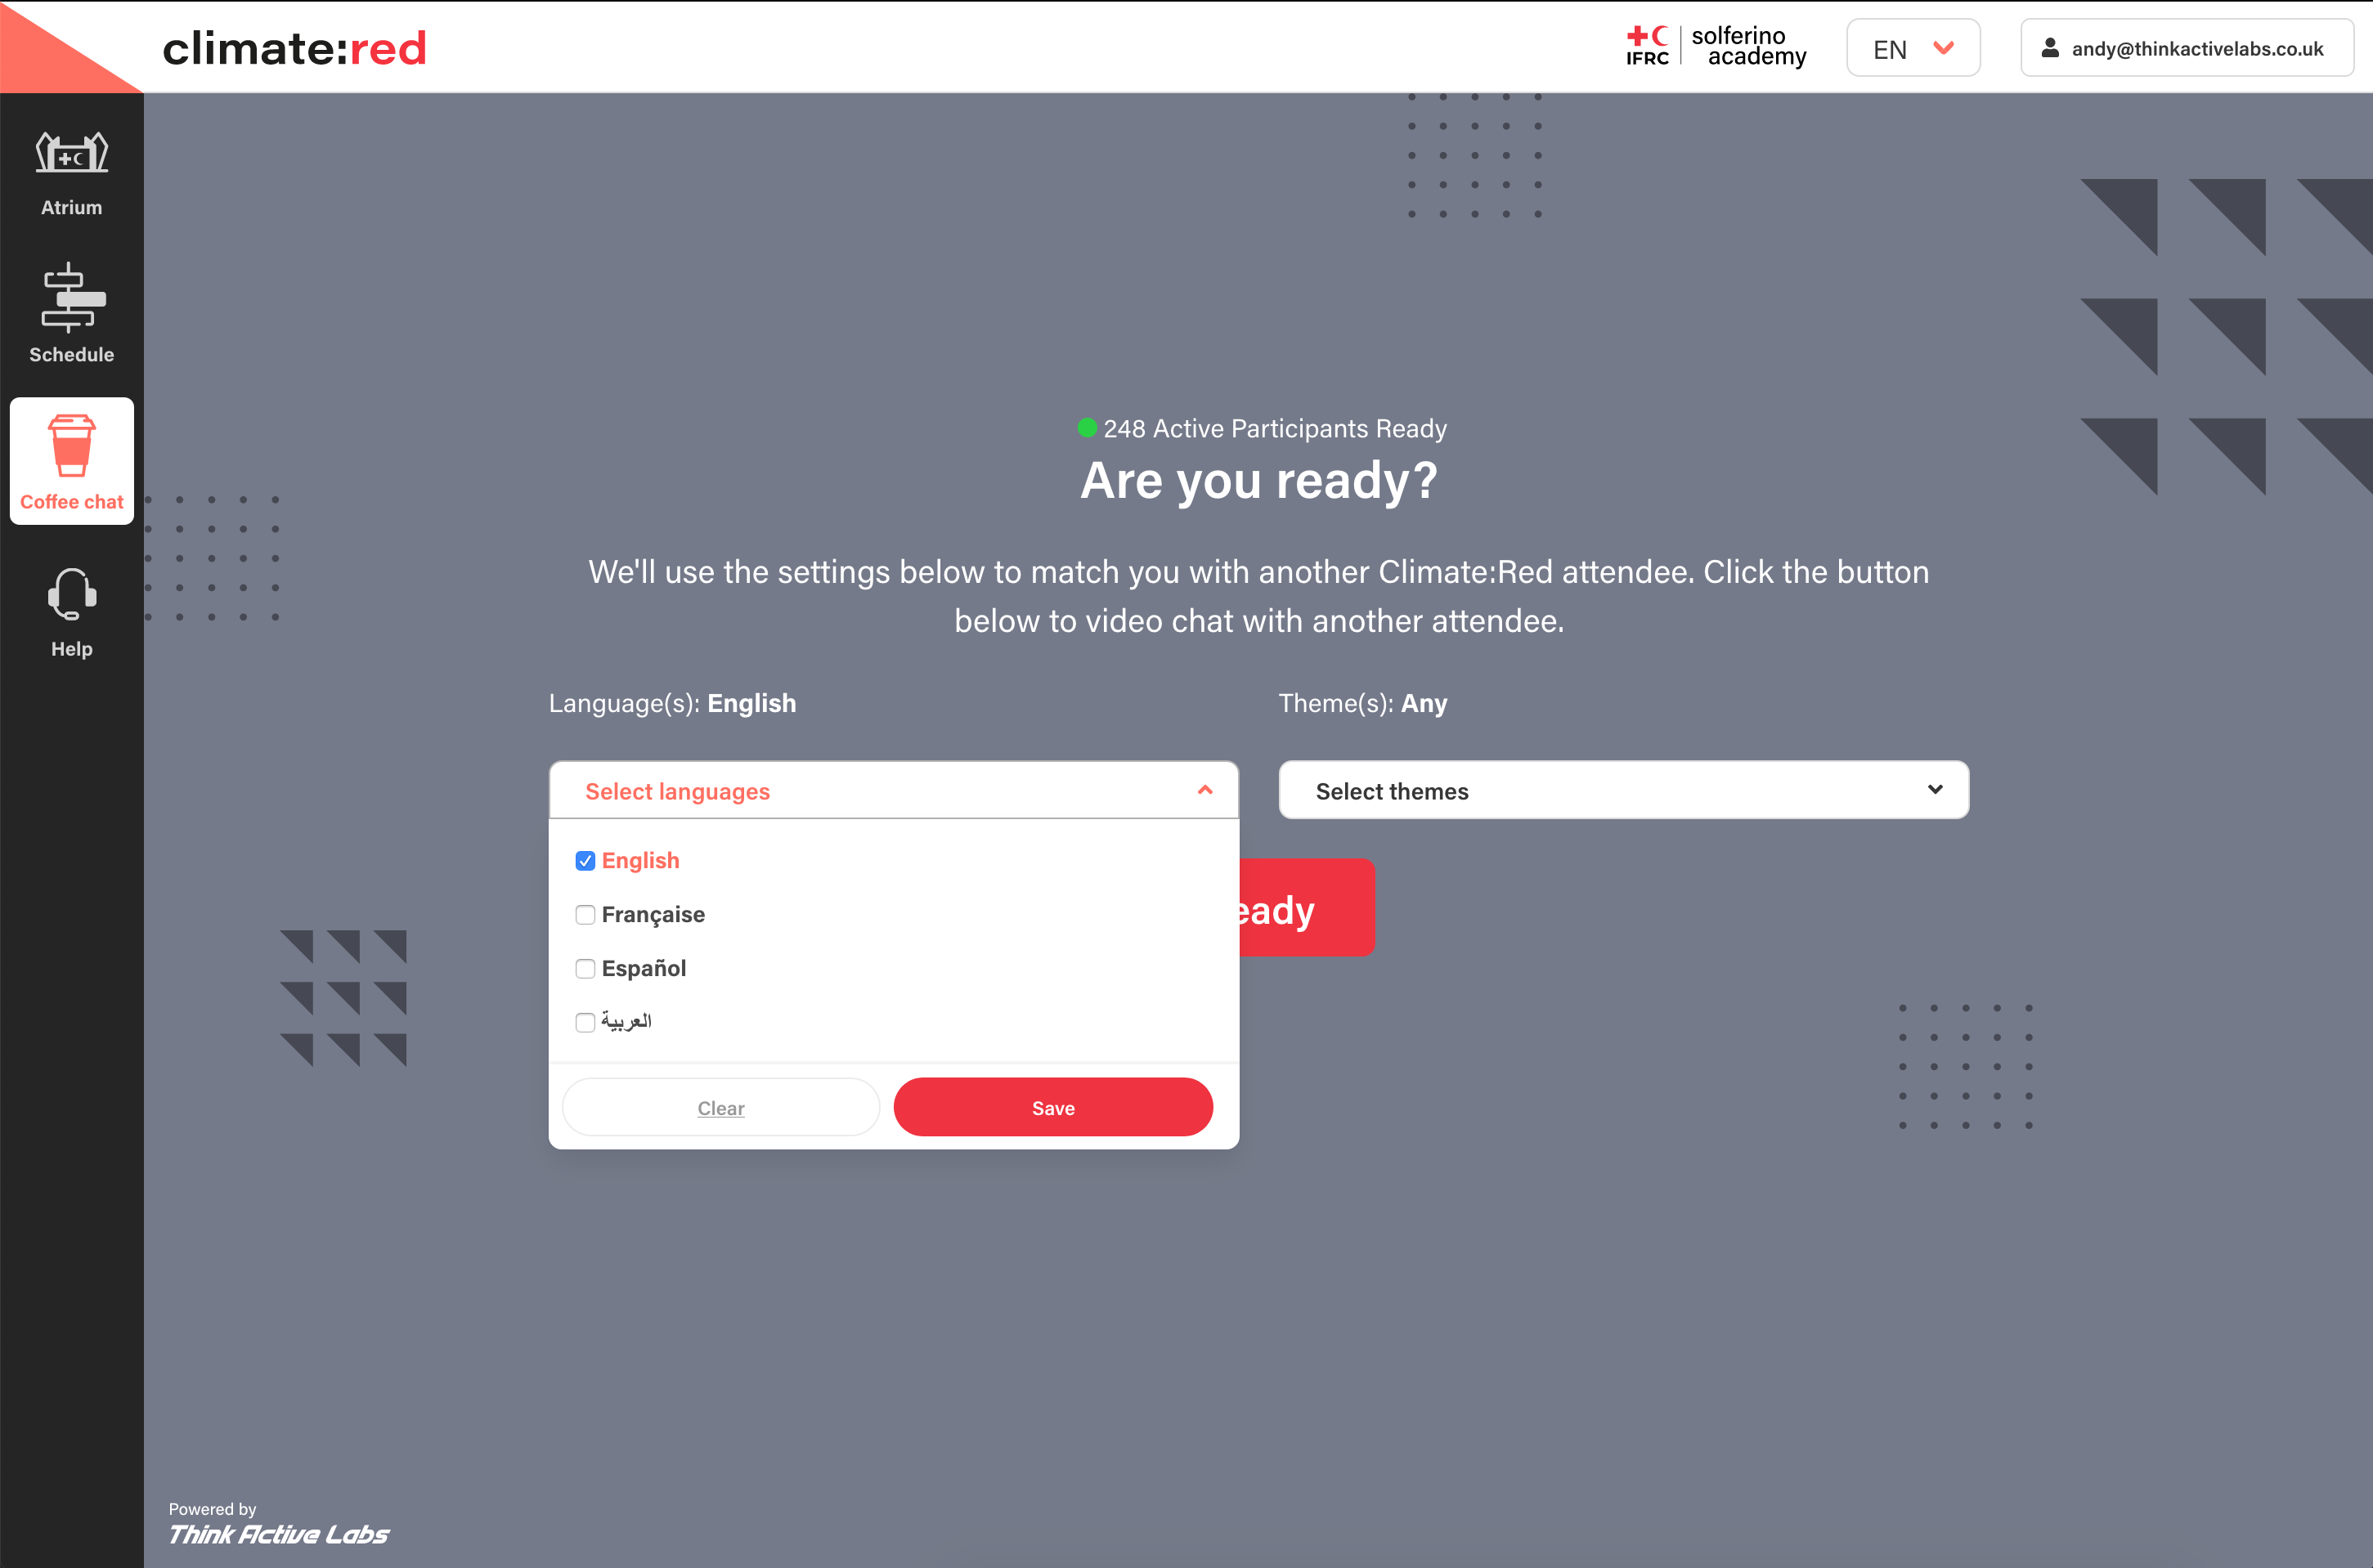 climate:red
IFRC
solferino
academy
EN
andy@thinkactivelabs.co.uk
Atrium
Schedule
Coffee chat
Help
248 Active Participants Ready
Are you ready?
We'll use the settings below to match you with another Climate:Red attendee. Click the button
below to video chat with another attendee.
Language(s): English
Theme(s): Any
Select languages
Select themes
English
Française
Español
العربية
eady
Clear
Save
Powered by
Think Active Labs